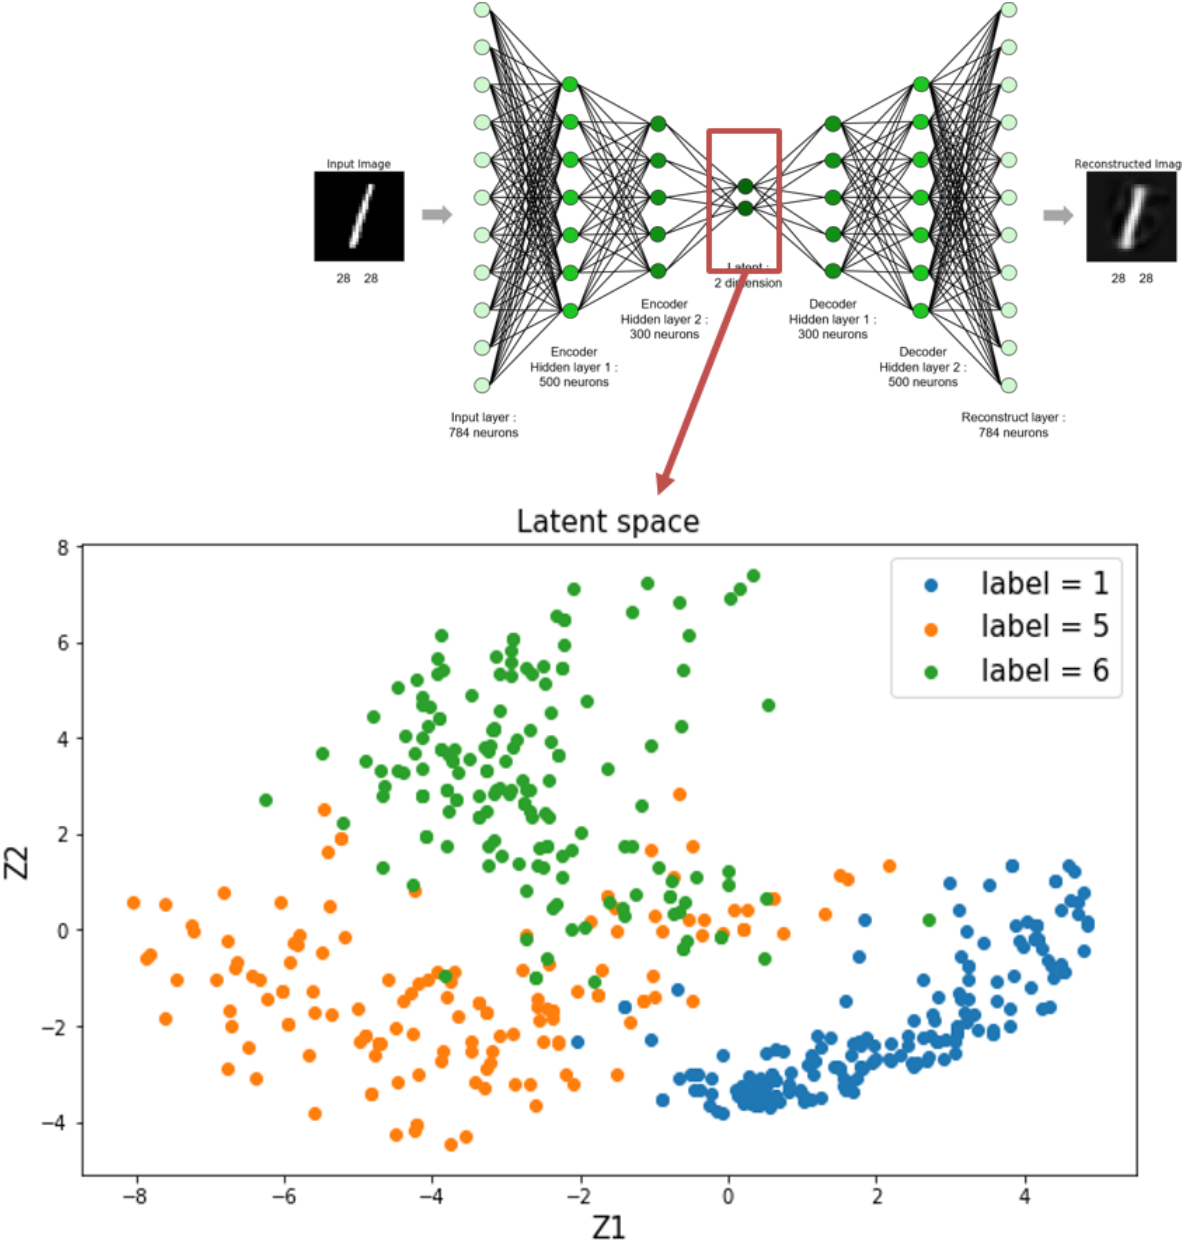 Input Image
28 28
Input layer :
784 neurons
Encoder
Hidden layer 1 :
500 neurons
Encoder
Hidden layer 2 :
300 neurons
Latent :
2 dimension
Decoder
Hidden layer 1 :
300 neurons
Decoder
Hidden layer 2 :
500 neurons
Reconstruct layer :
784 neurons
Reconstructed Imag
28 28
Latent space
label = 1
label = 5
label = 6
Z2
8
6
4
2
0
−2
−4
−8
−6
−4
−2
0
2
4
Z1